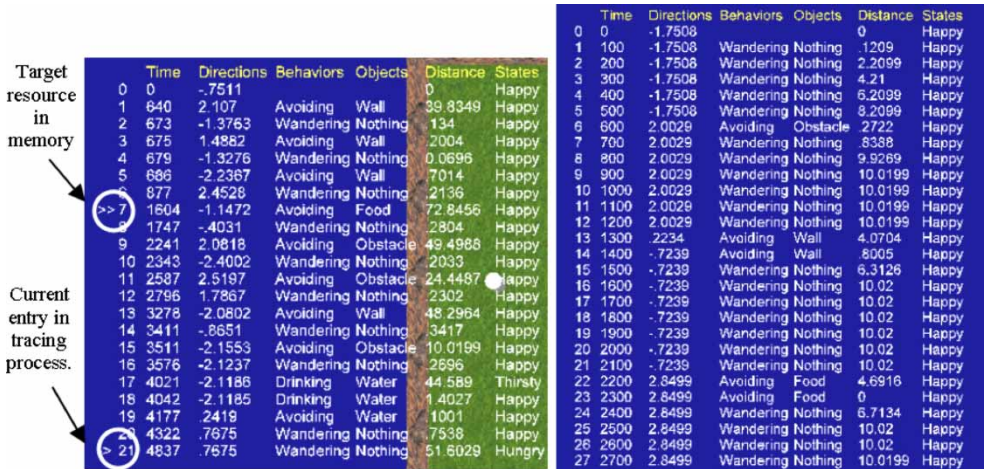 Target
resource
in
memory
Current
entry in
tracing
process.
Time Directions Behaviors Objects Distance States
0 0 -.7511 0 Happy
1 640 2.107 Avoiding Wall 39.8349 Happy
2 673 -1.3763 Wandering Nothing .134 Happy
3 675 1.4882 Avoiding Wall .2004 Happy
4 679 -1.3276 Wandering Nothing 0.0696 Happy
5 686 -2.2367 Avoiding Wall .7014 Happy
6 877 2.4528 Wandering Nothing .2136 Happy
>> 7 1604 -1.1472 Avoiding Food 72.8456 Happy
8 1747 -.4031 Wandering Nothing .2804 Happy
9 2241 2.0818 Avoiding Obstacle 49.4988 Happy
10 2343 -2.4002 Wandering Nothing .2033 Happy
11 2587 2.5197 Avoiding Obstacle 24.4487 Happy
12 2796 1.7867 Wandering Nothing .2302 Happy
13 3278 -2.0802 Avoiding Wall 48.2964 Happy
14 3411 -.8651 Wandering Nothing .3417 Happy
15 3511 -2.1553 Avoiding Obstacle 10.0199 Happy
16 3576 -2.1237 Wandering Nothing .2696 Happy
17 4021 -2.1186 Drinking Water 44.589 Thirsty
18 4042 -2.1185 Drinking Water 1.4027 Happy
19 4177 .2419 Avoiding Water .1001 Happy
20 4322 .7675 Wandering Nothing .7538 Happy
> 21 4837 .7675 Wandering Nothing 51.6029 Hungry
Time Directions Behaviors Objects Distance States
0 0 -1.7508 0 Happy
1 100 -1.7508 Wandering Nothing .1209 Happy
2 200 -1.7508 Wandering Nothing 2.2099 Happy
3 300 -1.7508 Wandering Nothing 4.21 Happy
4 400 -1.7508 Wandering Nothing 6.2099 Happy
5 500 -1.7508 Wandering Nothing 8.2099 Happy
6 600 2.0029 Avoiding Obstacle .2722 Happy
7 700 2.0029 Wandering Nothing .8388 Happy
8 800 2.0029 Wandering Nothing 9.9269 Happy
9 900 2.0029 Wandering Nothing 10.0199 Happy
10 1000 2.0029 Wandering Nothing 10.0199 Happy
11 1100 2.0029 Wandering Nothing 10.0199 Happy
12 1200 2.0029 Wandering Nothing 10.0199 Happy
13 1300 .2234 Avoiding Wall 4.0704 Happy
14 1400 -.7239 Avoiding Wall .8005 Happy
15 1500 -.7239 Wandering Nothing 6.3126 Happy
16 1600 -.7239 Wandering Nothing 10.02 Happy
17 1700 -.7239 Wandering Nothing 10.02 Happy
18 1800 -.7239 Wandering Nothing 10.02 Happy
19 1900 -.7239 Wandering Nothing 10.02 Happy
20 2000 -.7239 Wandering Nothing 10.02 Happy
21 2100 -.7239 Wandering Nothing 10.02 Happy
22 2200 2.8499 Avoiding Food 4.6916 Happy
23 2300 2.8499 Avoiding Food 0 Happy
24 2400 2.8499 Wandering Nothing 6.7134 Happy
25 2500 2.8499 Wandering Nothing 10.02 Happy
26 2600 2.8499 Wandering Nothing 10.02 Happy
27 2700 2.8499 Wandering Nothing 10.0199 Happy